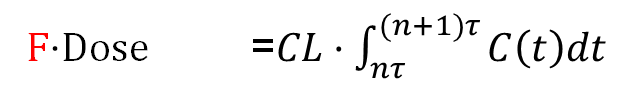 F·Dose =CL · ∫_{nτ}^{(n+1)τ} C(t)dt